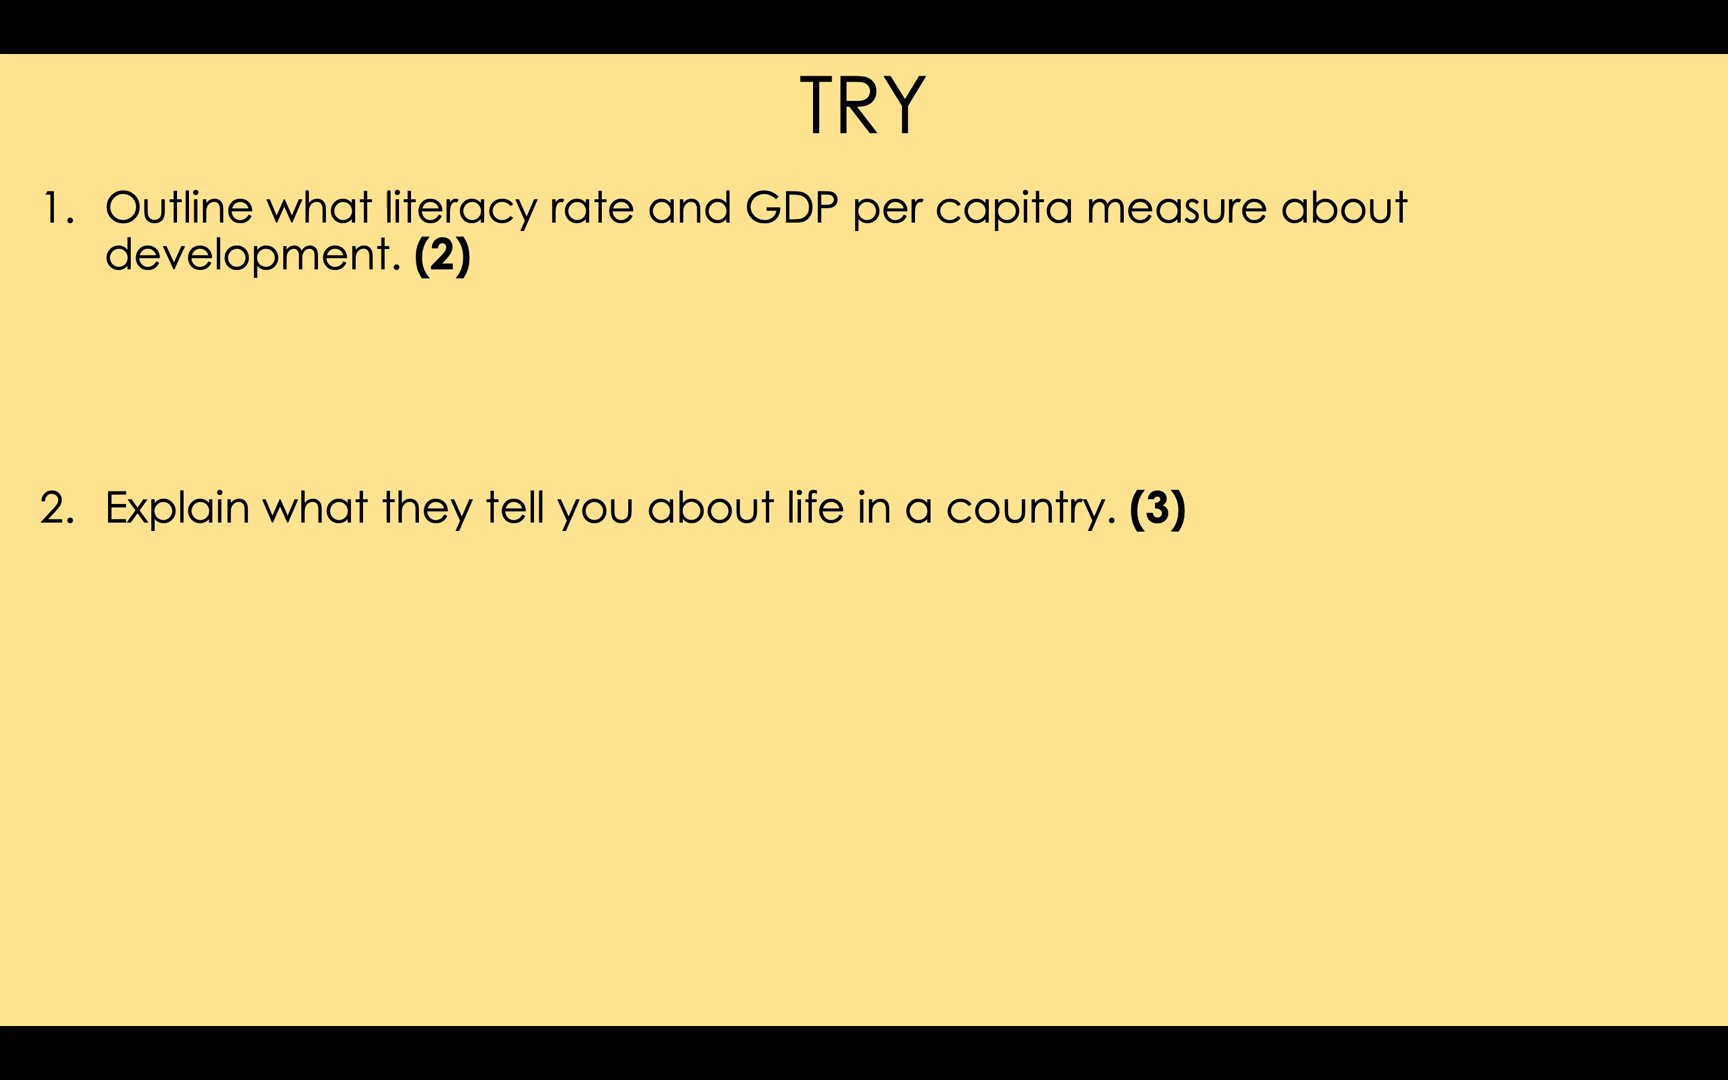 TRY
1. Outline what literacy rate and GDP per capita measure about
development. (2)
2. Explain what they tell you about life in a country. (3)